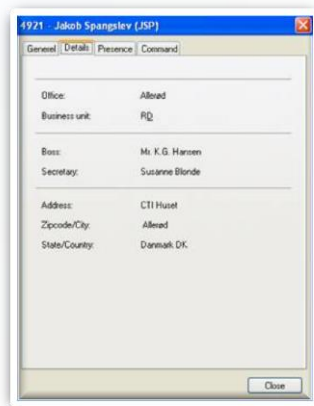 4921 - Jakob Spangslev (JSP)
General Details Presence Command
Office: Allerød
Business unit: RD
Boss: Mr. K.G. Hansen
Secretary: Susanne Blonde
Address: CTI Huset
Zipcode/City: Allerød
State/Country: Danmark DK
Close